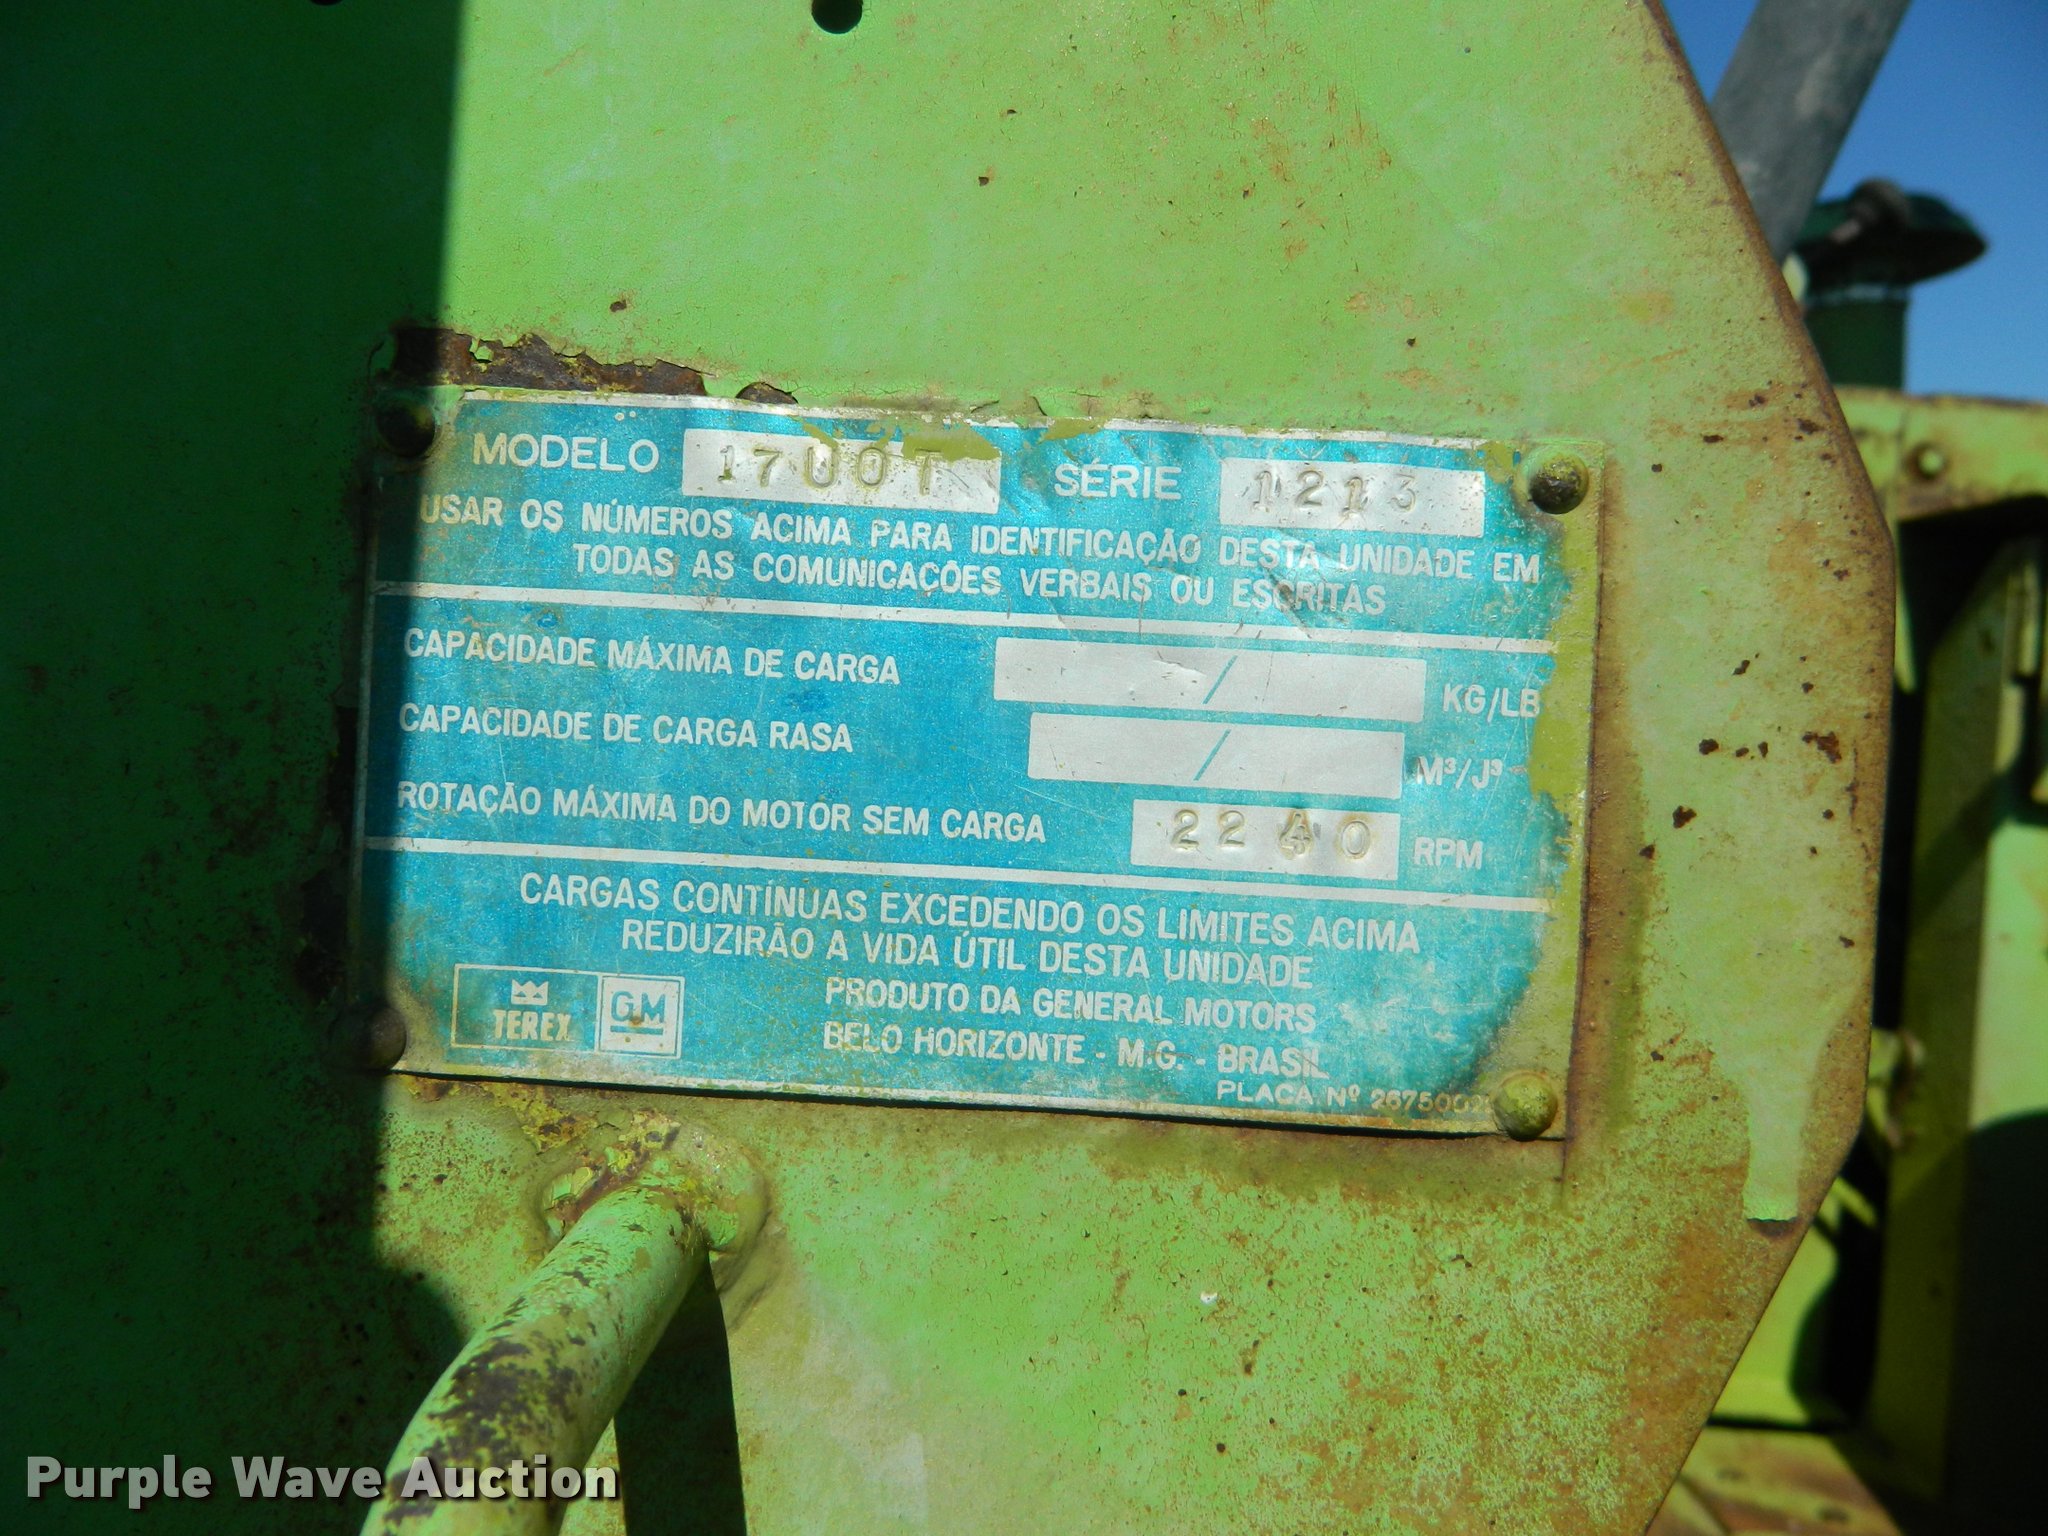 MODELO 17U0T SÉRIE 1213
USAR OS NÚMEROS ACIMA PARA IDENTIFICAÇÃO DESTA UNIDADE EM
TODAS AS COMUNICAÇÕES VERBAIS OU ESCRITAS
CAPACIDADE MÁXIMA DE CARGA / KG/LB
CAPACIDADE DE CARGA RASA / M³/J³
ROTAÇÃO MÁXIMA DO MOTOR SEM CARGA 2240 RPM
CARGAS CONTÍNUAS EXCEDENDO OS LIMITES ACIMA
REDUZIRÃO A VIDA ÚTIL DESTA UNIDADE
TEREX GM
PRODUTO DA GENERAL MOTORS
BELO HORIZONTE - M.G. - BRASIL
PLACA Nº
Purple Wave Auction